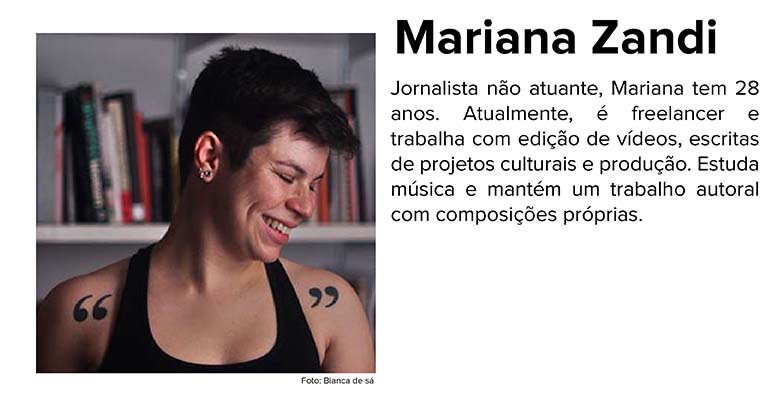 Mariana Zandi
Jornalista não atuante, Mariana tem 28
anos. Atualmente, é freelancer e
trabalha com edição de vídeos, escritas
de projetos culturais e produção. Estuda
música e mantém um trabalho autoral
com composições próprias.
“ ”
Foto: Bianca de sá